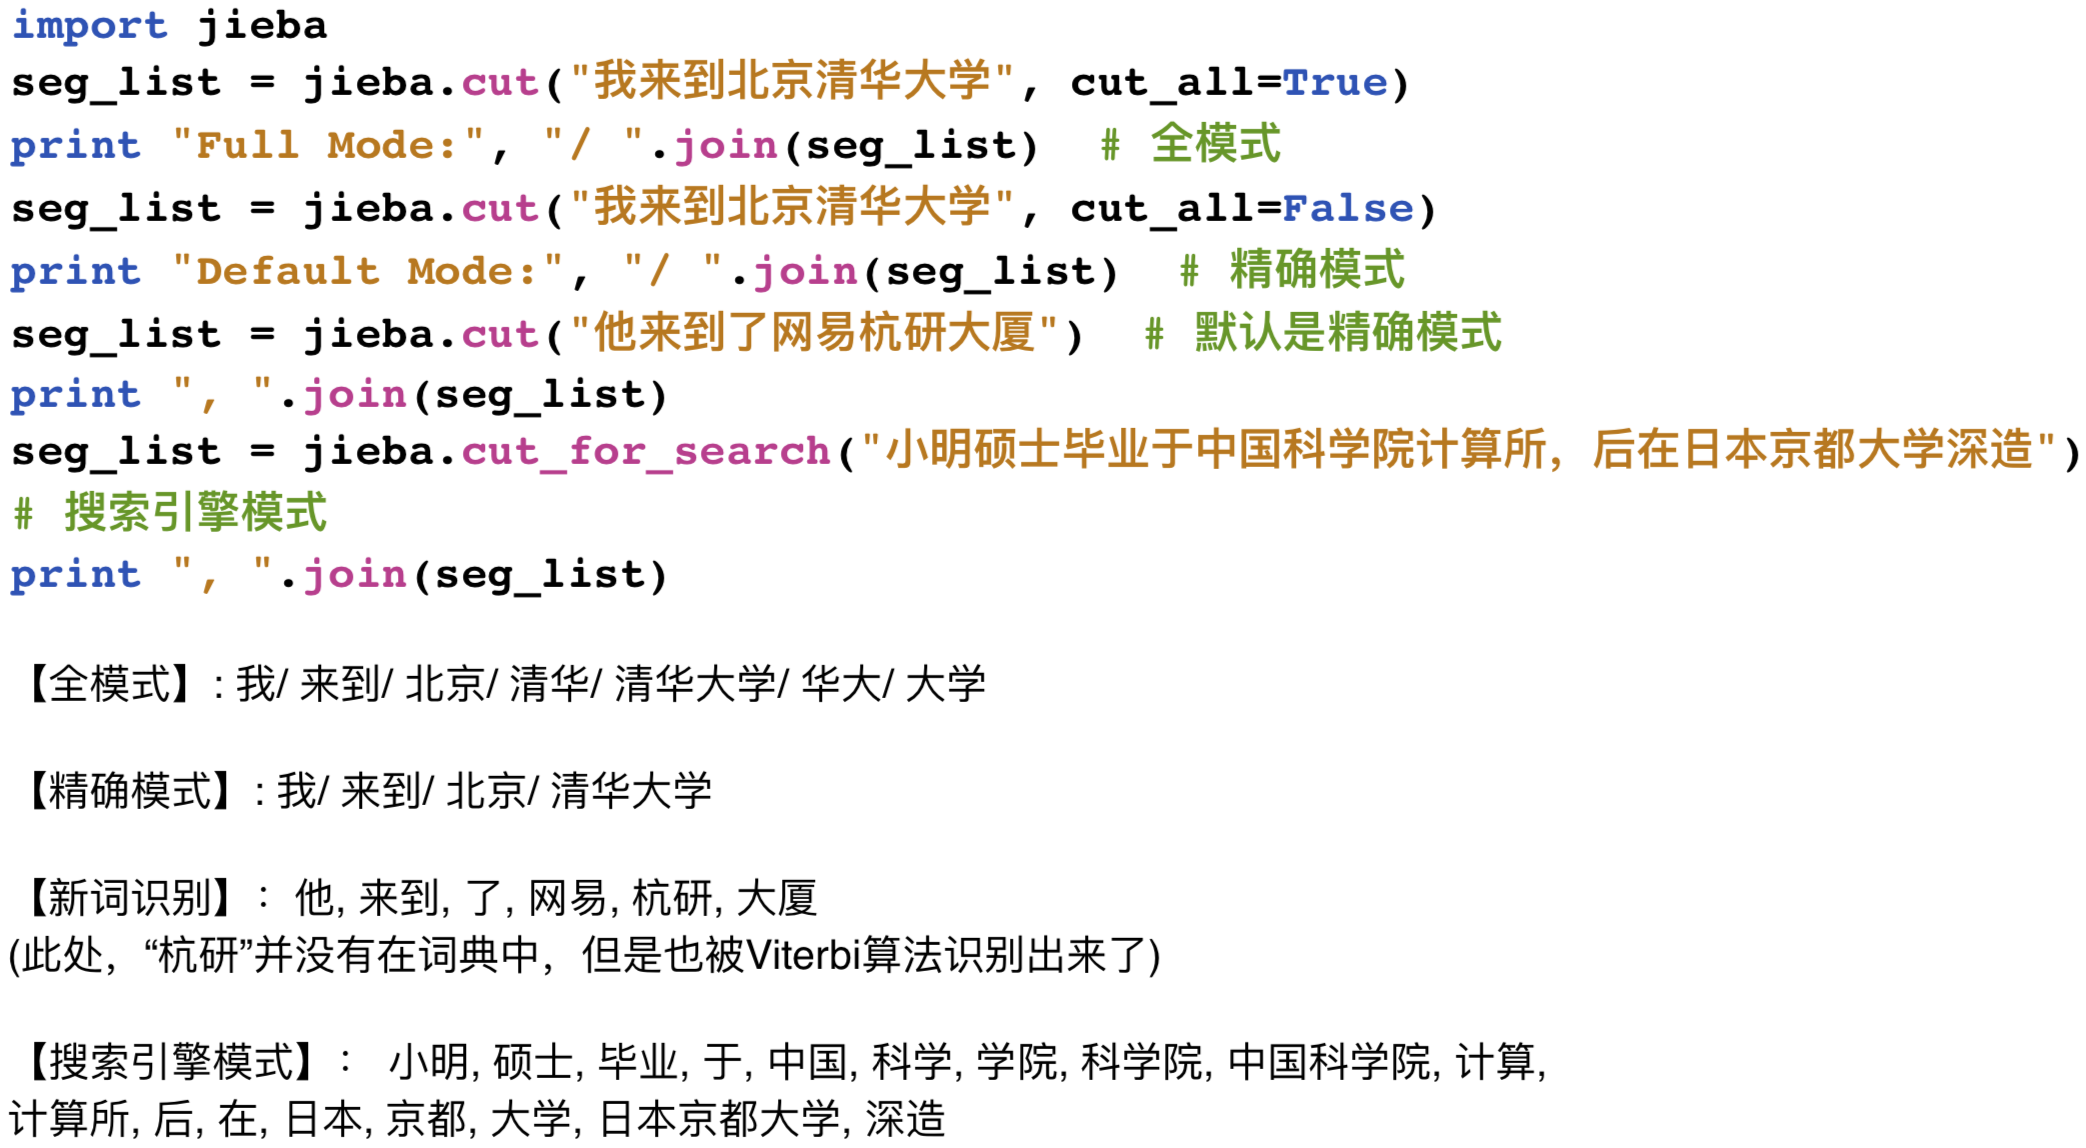 import jieba
seg_list = jieba.cut("我来到北京清华大学", cut_all=True)
print "Full Mode:", "/ ".join(seg_list)  # 全模式
seg_list = jieba.cut("我来到北京清华大学", cut_all=False)
print "Default Mode:", "/ ".join(seg_list)  # 精确模式
seg_list = jieba.cut("他来到了网易杭研大厦")  # 默认是精确模式
print ", ".join(seg_list)
seg_list = jieba.cut_for_search("小明硕士毕业于中国科学院计算所，后在日本京都大学深造")
# 搜索引擎模式
print ", ".join(seg_list)
【全模式】: 我/ 来到/ 北京/ 清华/ 清华大学/ 华大/ 大学
【精确模式】: 我/ 来到/ 北京/ 清华大学
【新词识别】： 他, 来到, 了, 网易, 杭研, 大厦
(此处，“杭研”并没有在词典中，但是也被Viterbi算法识别出来了)
【搜索引擎模式】： 小明, 硕士, 毕业, 于, 中国, 科学, 学院, 科学院, 中国科学院, 计算,
计算所, 后, 在, 日本, 京都, 大学, 日本京都大学, 深造